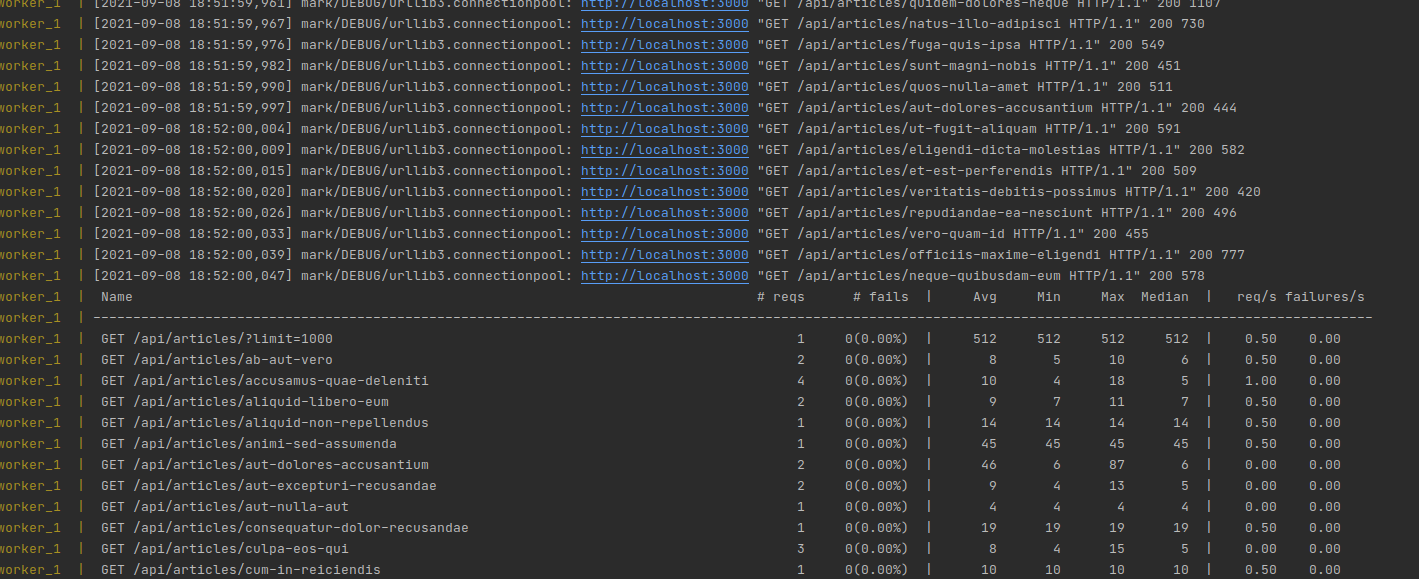 worker_1 | [2021-09-08 18:51:59,961] mark/DEBUG/urllib3.connectionpool: http://localhost:3000 "GET /api/articles/quidem-dolores-neque HTTP/1.1" 200 1107
worker_1 | [2021-09-08 18:51:59,967] mark/DEBUG/urllib3.connectionpool: http://localhost:3000 "GET /api/articles/natus-illo-adipisci HTTP/1.1" 200 730
worker_1 | [2021-09-08 18:51:59,976] mark/DEBUG/urllib3.connectionpool: http://localhost:3000 "GET /api/articles/fuga-quis-ipsa HTTP/1.1" 200 549
worker_1 | [2021-09-08 18:51:59,982] mark/DEBUG/urllib3.connectionpool: http://localhost:3000 "GET /api/articles/sunt-magni-nobis HTTP/1.1" 200 451
worker_1 | [2021-09-08 18:51:59,990] mark/DEBUG/urllib3.connectionpool: http://localhost:3000 "GET /api/articles/quos-nulla-amet HTTP/1.1" 200 511
worker_1 | [2021-09-08 18:51:59,997] mark/DEBUG/urllib3.connectionpool: http://localhost:3000 "GET /api/articles/aut-dolores-accusantium HTTP/1.1" 200 444
worker_1 | [2021-09-08 18:52:00,004] mark/DEBUG/urllib3.connectionpool: http://localhost:3000 "GET /api/articles/ut-fugit-aliquam HTTP/1.1" 200 591
worker_1 | [2021-09-08 18:52:00,009] mark/DEBUG/urllib3.connectionpool: http://localhost:3000 "GET /api/articles/eligendi-dicta-molestias HTTP/1.1" 200 582
worker_1 | [2021-09-08 18:52:00,015] mark/DEBUG/urllib3.connectionpool: http://localhost:3000 "GET /api/articles/et-est-perferendis HTTP/1.1" 200 509
worker_1 | [2021-09-08 18:52:00,020] mark/DEBUG/urllib3.connectionpool: http://localhost:3000 "GET /api/articles/veritatis-debitis-possimus HTTP/1.1" 200 420
worker_1 | [2021-09-08 18:52:00,026] mark/DEBUG/urllib3.connectionpool: http://localhost:3000 "GET /api/articles/repudiandae-ea-nesciunt HTTP/1.1" 200 496
worker_1 | [2021-09-08 18:52:00,033] mark/DEBUG/urllib3.connectionpool: http://localhost:3000 "GET /api/articles/vero-quam-id HTTP/1.1" 200 455
worker_1 | [2021-09-08 18:52:00,039] mark/DEBUG/urllib3.connectionpool: http://localhost:3000 "GET /api/articles/officiis-maxime-eligendi HTTP/1.1" 200 777
worker_1 | [2021-09-08 18:52:00,047] mark/DEBUG/urllib3.connectionpool: http://localhost:3000 "GET /api/articles/neque-quibusdam-eum HTTP/1.1" 200 578
worker_1 | Name # reqs # fails | Avg Min Max Median | req/s failures/s
worker_1 | --------------------------------------------------------------------------------
worker_1 | GET /api/articles/?limit=1000 1 0(0.00%) | 512 512 512 512 | 0.50 0.00
worker_1 | GET /api/articles/ab-aut-vero 2 0(0.00%) | 8 5 10 6 | 0.50 0.00
worker_1 | GET /api/articles/accusamus-quae-deleniti 4 0(0.00%) | 10 4 18 5 | 1.00 0.00
worker_1 | GET /api/articles/aliquid-libero-eum 2 0(0.00%) | 9 7 11 7 | 0.50 0.00
worker_1 | GET /api/articles/aliquid-non-repellendus 1 0(0.00%) | 14 14 14 14 | 0.50 0.00
worker_1 | GET /api/articles/animi-sed-assumenda 1 0(0.00%) | 45 45 45 45 | 0.50 0.00
worker_1 | GET /api/articles/aut-dolores-accusantium 2 0(0.00%) | 46 6 87 6 | 0.00 0.00
worker_1 | GET /api/articles/aut-excepturi-recusandae 2 0(0.00%) | 9 4 13 5 | 0.00 0.00
worker_1 | GET /api/articles/aut-nulla-aut 1 0(0.00%) | 4 4 4 4 | 0.00 0.00
worker_1 | GET /api/articles/consequatur-dolor-recusandae 1 0(0.00%) | 19 19 19 19 | 0.50 0.00
worker_1 | GET /api/articles/culpa-eos-qui 3 0(0.00%) | 8 4 15 5 | 0.00 0.00
worker_1 | GET /api/articles/cum-in-reiciendis 1 0(0.00%) | 10 10 10 10 | 0.50 0.00